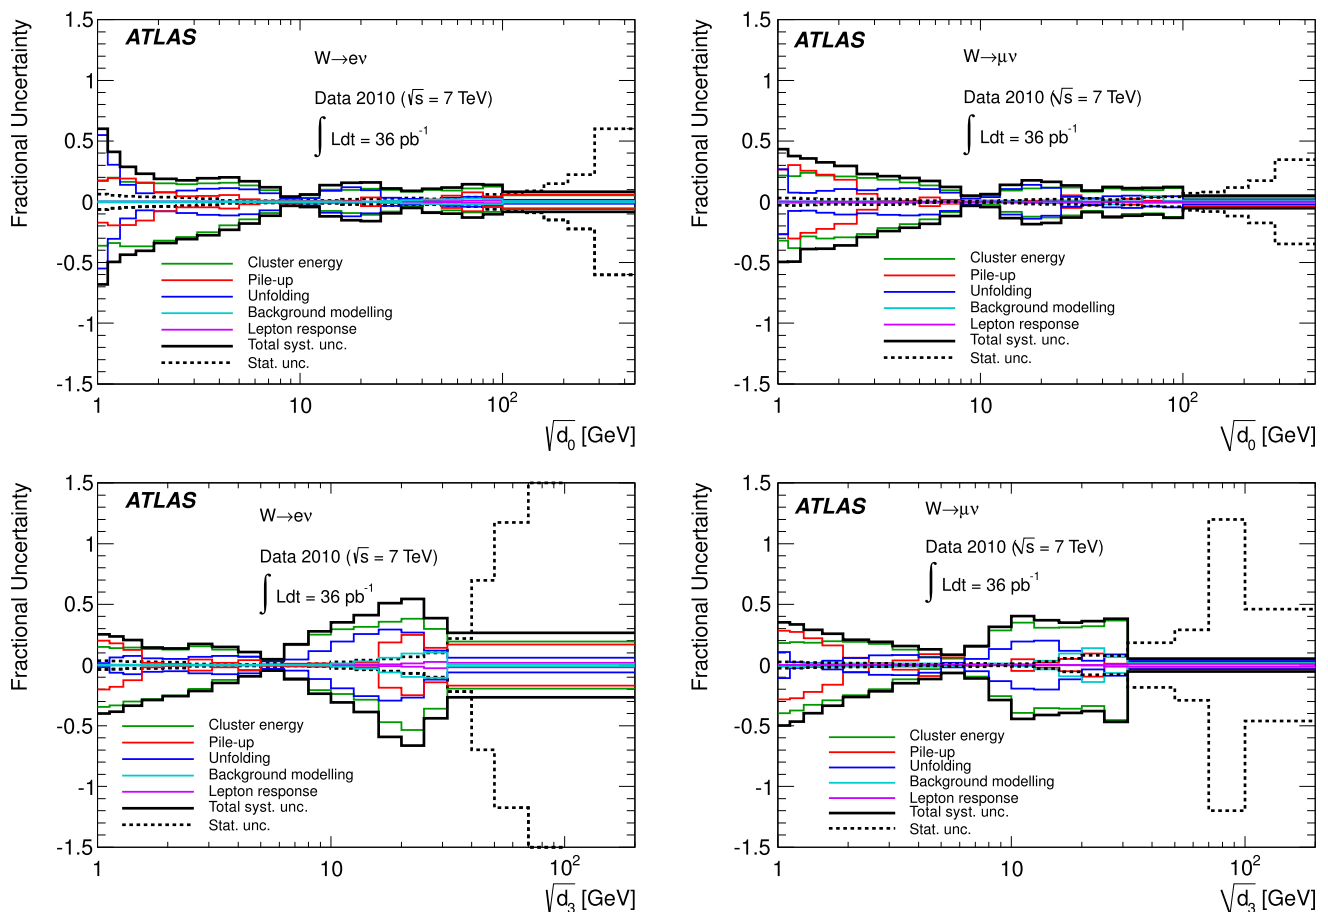 Fractional Uncertainty
1.5
1
0.5
0
-0.5
-1
-1.5
ATLAS
W→eν
Data 2010 (√s = 7 TeV)
∫ Ldt = 36 pb⁻¹
Cluster energy
Pile-up
Unfolding
Background modelling
Lepton response
Total syst. unc.
Stat. unc.
1
10
10²
√d₀ [GeV]
Fractional Uncertainty
1.5
1
0.5
0
-0.5
-1
-1.5
ATLAS
W→μν
Data 2010 (√s = 7 TeV)
∫ Ldt = 36 pb⁻¹
Cluster energy
Pile-up
Unfolding
Background modelling
Lepton response
Total syst. unc.
Stat. unc.
1
10
10²
√d₀ [GeV]
Fractional Uncertainty
1.5
1
0.5
0
-0.5
-1
-1.5
ATLAS
W→eν
Data 2010 (√s = 7 TeV)
∫ Ldt = 36 pb⁻¹
Cluster energy
Pile-up
Unfolding
Background modelling
Lepton response
Total syst. unc.
Stat. unc.
1
10
10²
√d₃ [GeV]
Fractional Uncertainty
1.5
1
0.5
0
-0.5
-1
-1.5
ATLAS
W→μν
Data 2010 (√s = 7 TeV)
∫ Ldt = 36 pb⁻¹
Cluster energy
Pile-up
Unfolding
Background modelling
Lepton response
Total syst. unc.
Stat. unc.
1
10
10²
√d₃ [GeV]